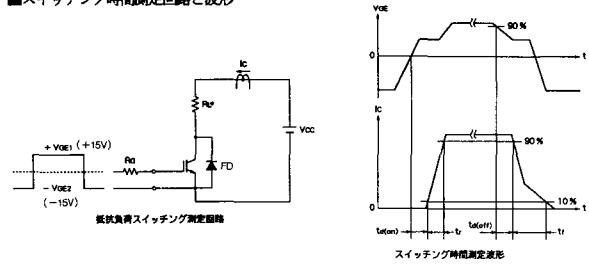 ■スイッチング時間測定回路と波形
Ic
RL*
VCC
+VGE1 (+15V)
RG
FD
-VGE2
(-15V)
抵抗負荷スイッチング測定回路
VGE
90%
0
t
IC
90%
10%
0
t
td(on)
tr
td(off)
tf
スイッチング時間測定波形